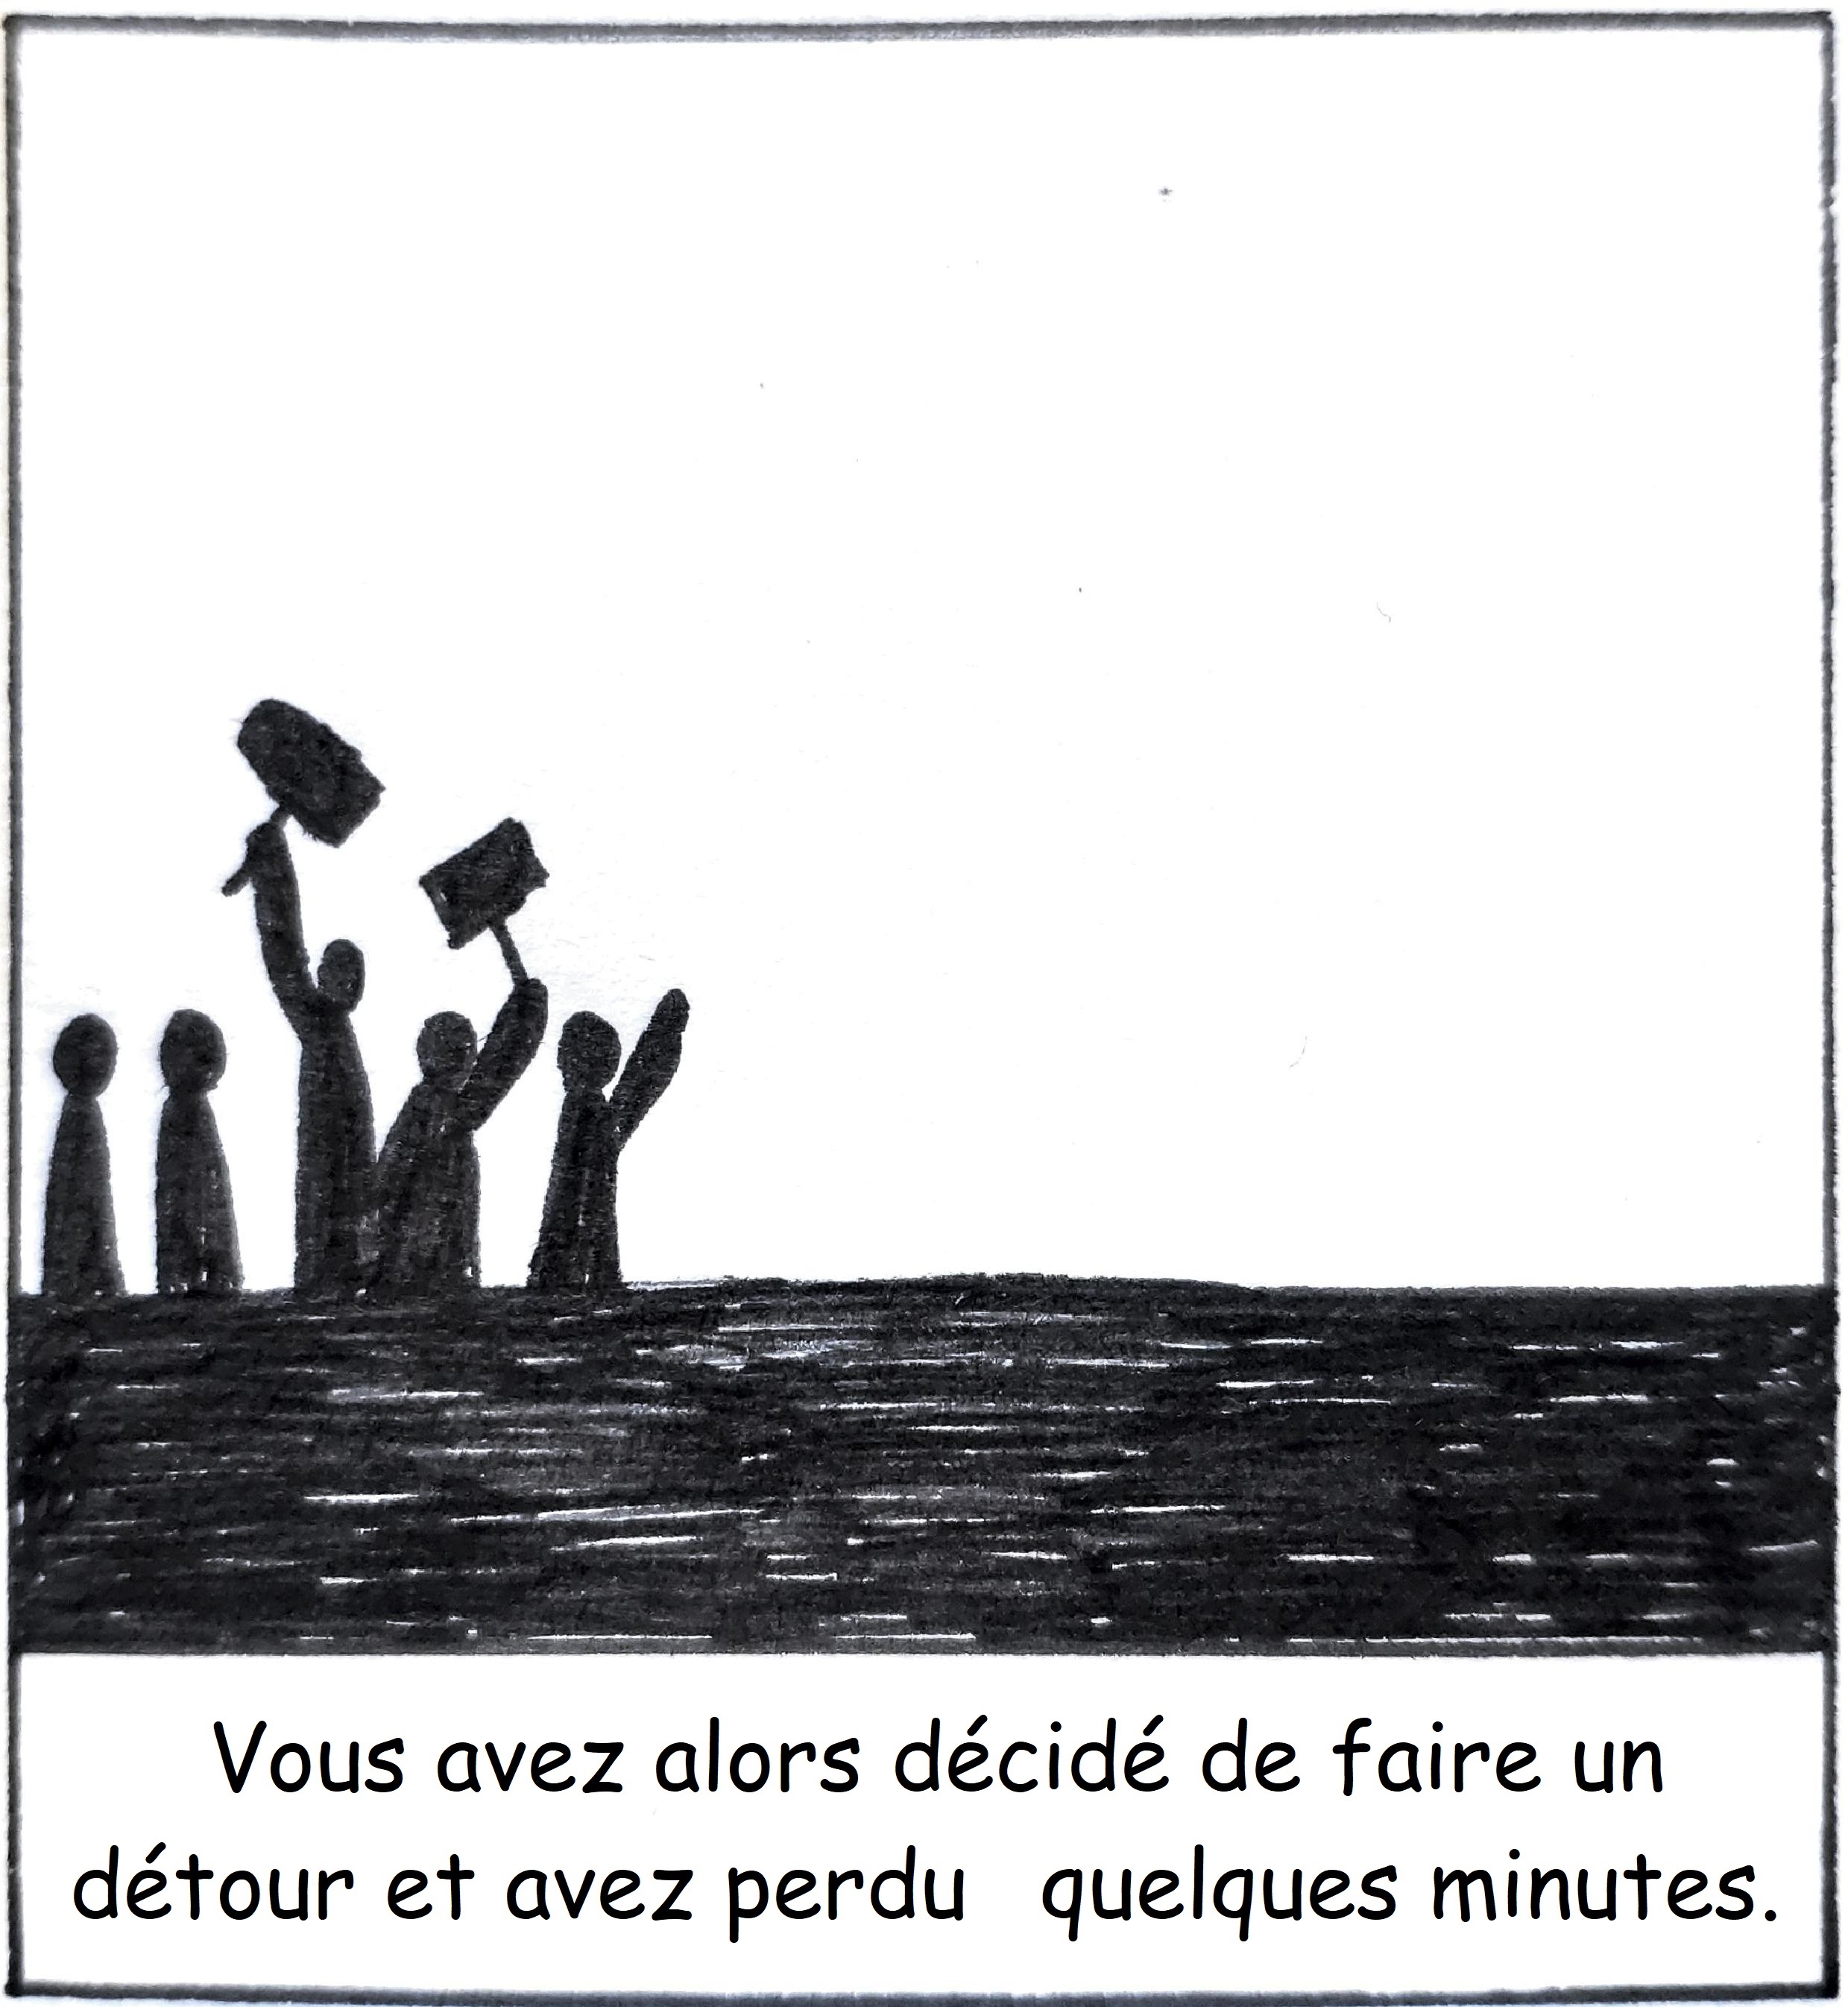 Vous avez alors décidé de faire un
détour et avez perdu   quelques minutes.